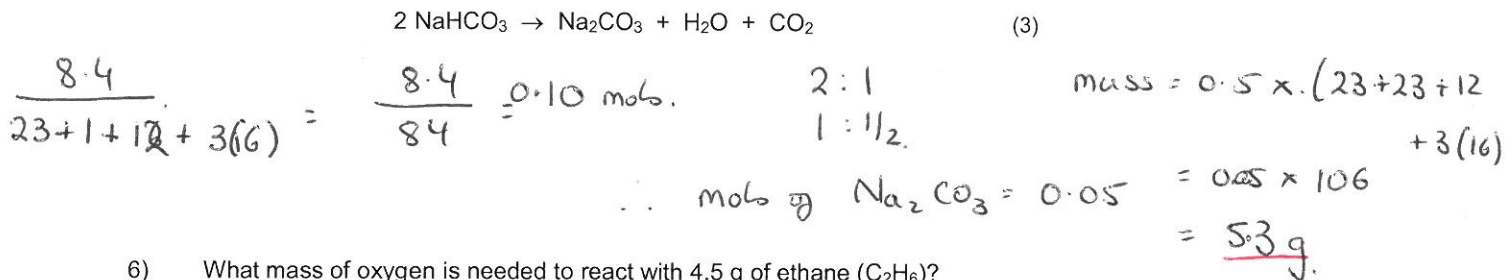 2 NaHCO₃ → Na₂CO₃ + H₂O + CO₂ (3)
8.4 / 23+1+12+3(16) = 8.4 / 84 = 0.10 mols.
2 : 1
1 : 1/2.
∴ mols of Na₂CO₃ = 0.05
mass = 0.5 x (23+23+12
+3(16)
= 0.05 x 106
= 5.3 g.
6) What mass of oxygen is needed to react with 4.5 g of ethane (C₂H₆)?